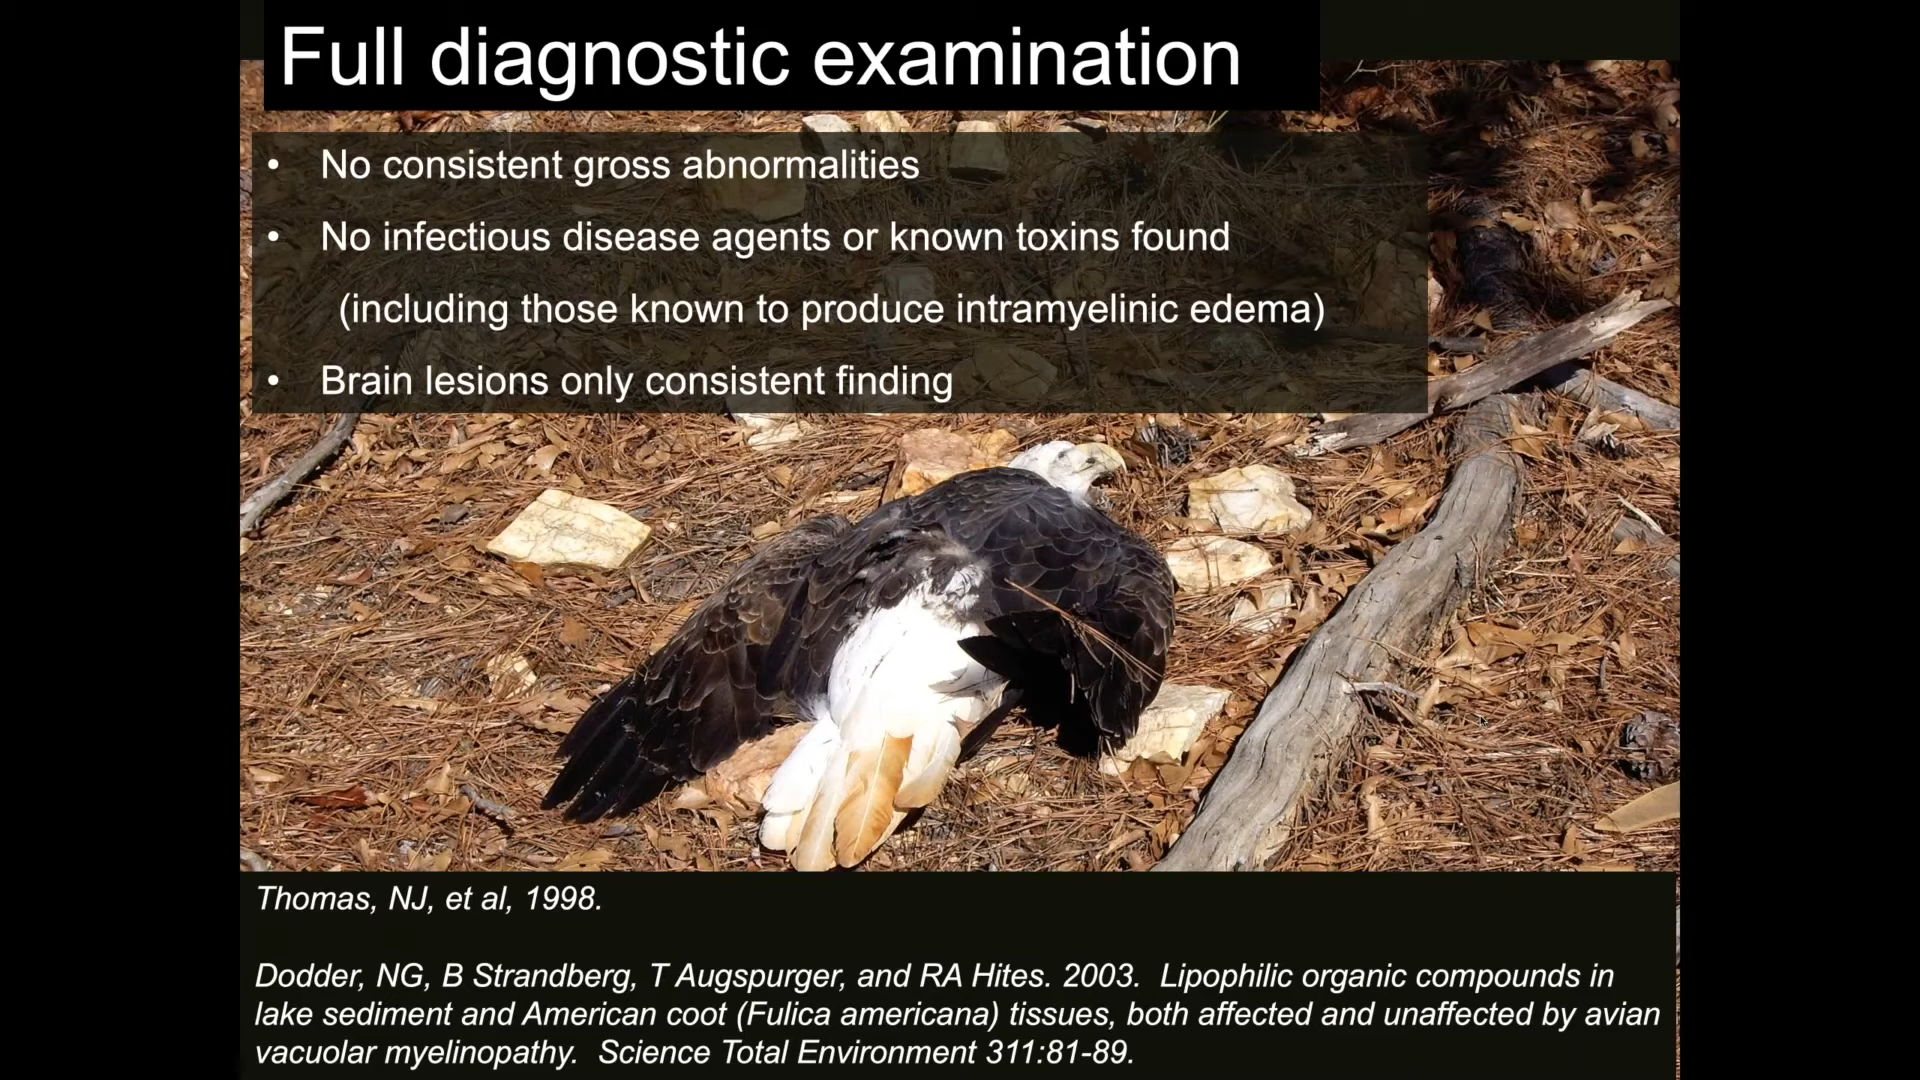 Full diagnostic examination
• No consistent gross abnormalities
• No infectious disease agents or known toxins found
(including those known to produce intramyelinic edema)
• Brain lesions only consistent finding
Thomas, NJ, et al, 1998.
Dodder, NG, B Strandberg, T Augspurger, and RA Hites. 2003. Lipophilic organic compounds in
lake sediment and American coot (Fulica americana) tissues, both affected and unaffected by avian
vacuolar myelinopathy. Science Total Environment 311:81-89.